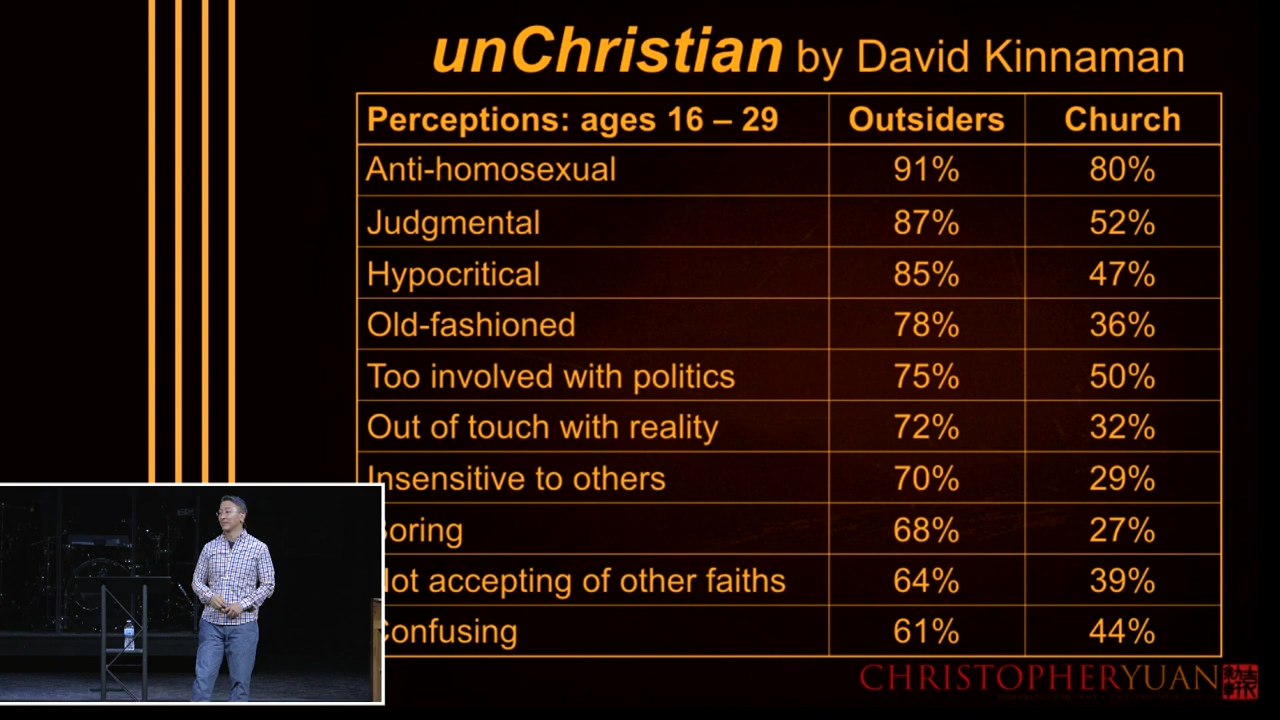 unChristian by David Kinnaman
Perceptions: ages 16 – 29 Outsiders Church
Anti-homosexual 91% 80%
Judgmental 87% 52%
Hypocritical 85% 47%
Old-fashioned 78% 36%
Too involved with politics 75% 50%
Out of touch with reality 72% 32%
Insensitive to others 70% 29%
Boring 68% 27%
Not accepting of other faiths 64% 39%
Confusing 61% 44%
CHRISTOPHERYUAN